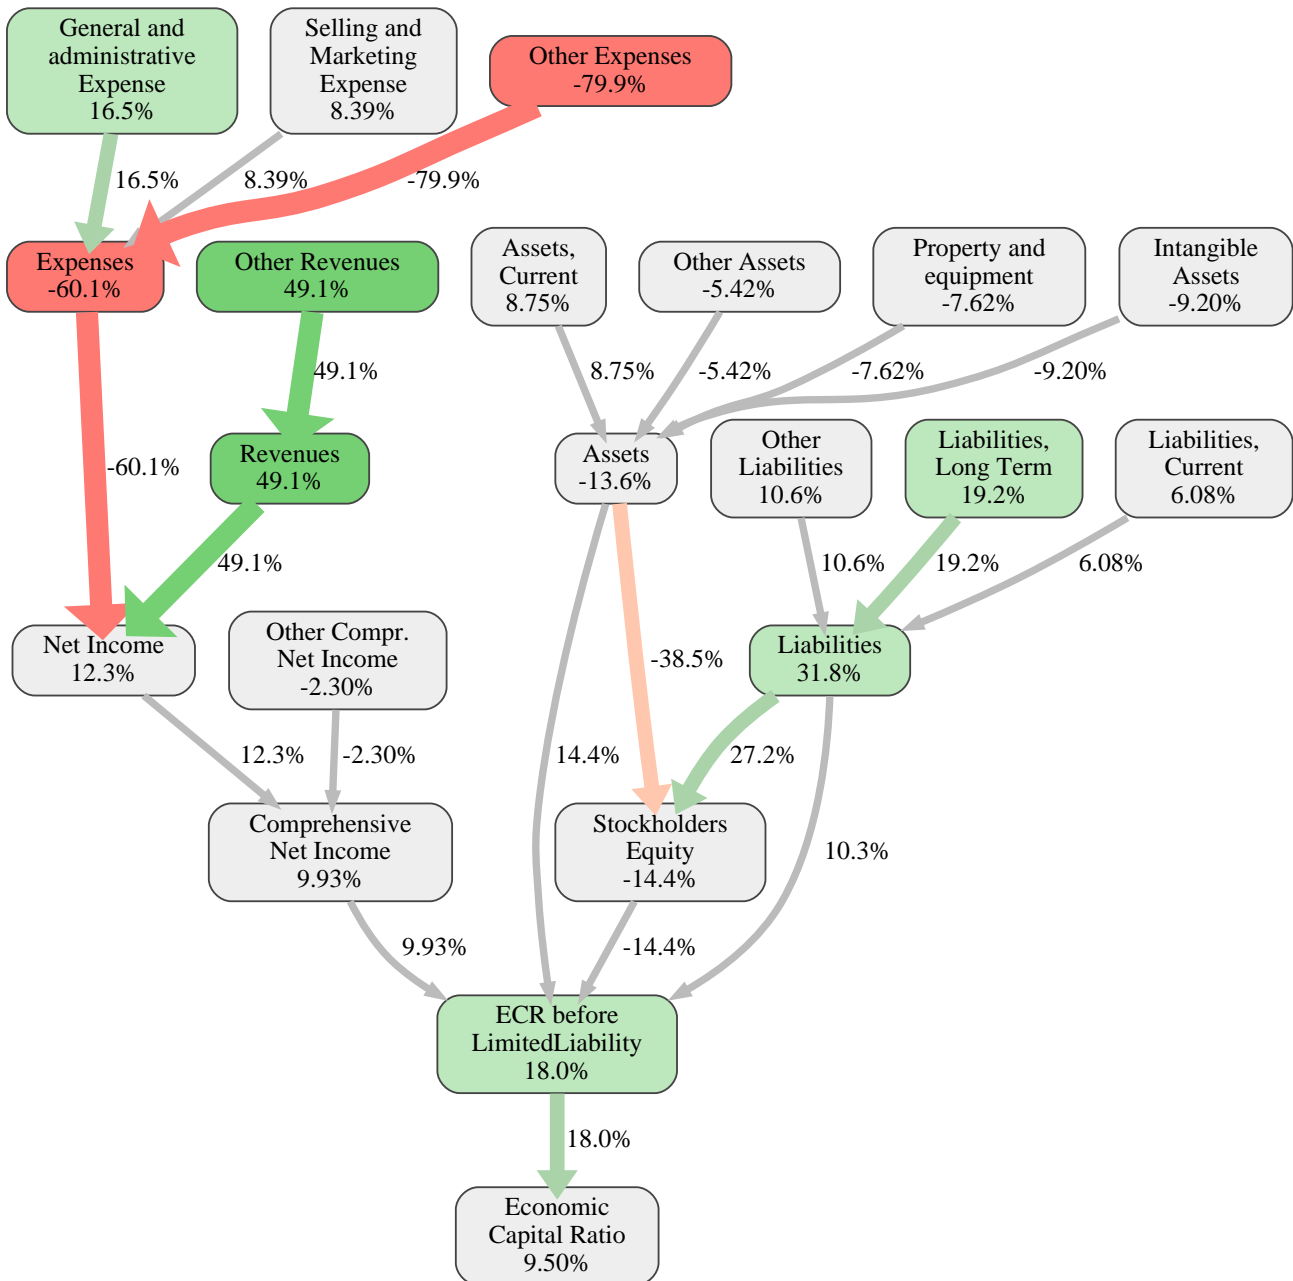 General and
administrative
Expense
16.5%
Selling and
Marketing
Expense
8.39%
Other Expenses
-79.9%
16.5%
8.39%
-79.9%
Expenses
-60.1%
Other Revenues
49.1%
Assets,
Current
8.75%
Other Assets
-5.42%
Property and
equipment
-7.62%
Intangible
Assets
-9.20%
49.1%
8.75%
-5.42%
-7.62%
-9.20%
-60.1%
Revenues
49.1%
Assets
-13.6%
Other
Liabilities
10.6%
Liabilities,
Long Term
19.2%
Liabilities,
Current
6.08%
49.1%
10.6%
19.2%
6.08%
Net Income
12.3%
Other Compr.
Net Income
-2.30%
-38.5%
Liabilities
31.8%
12.3%
-2.30%
14.4%
27.2%
Comprehensive
Net Income
9.93%
Stockholders
Equity
-14.4%
10.3%
9.93%
-14.4%
ECR before
LimitedLiability
18.0%
18.0%
Economic
Capital Ratio
9.50%